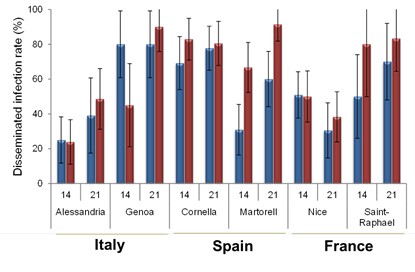 Disseminated infection rate (%)
100
80
60
40
20
0
14 21 14 21 14 21 14 21 14 21 14 21
Alessandria Genoa Cornella Martorell Nice Saint-
Raphael
Italy Spain France